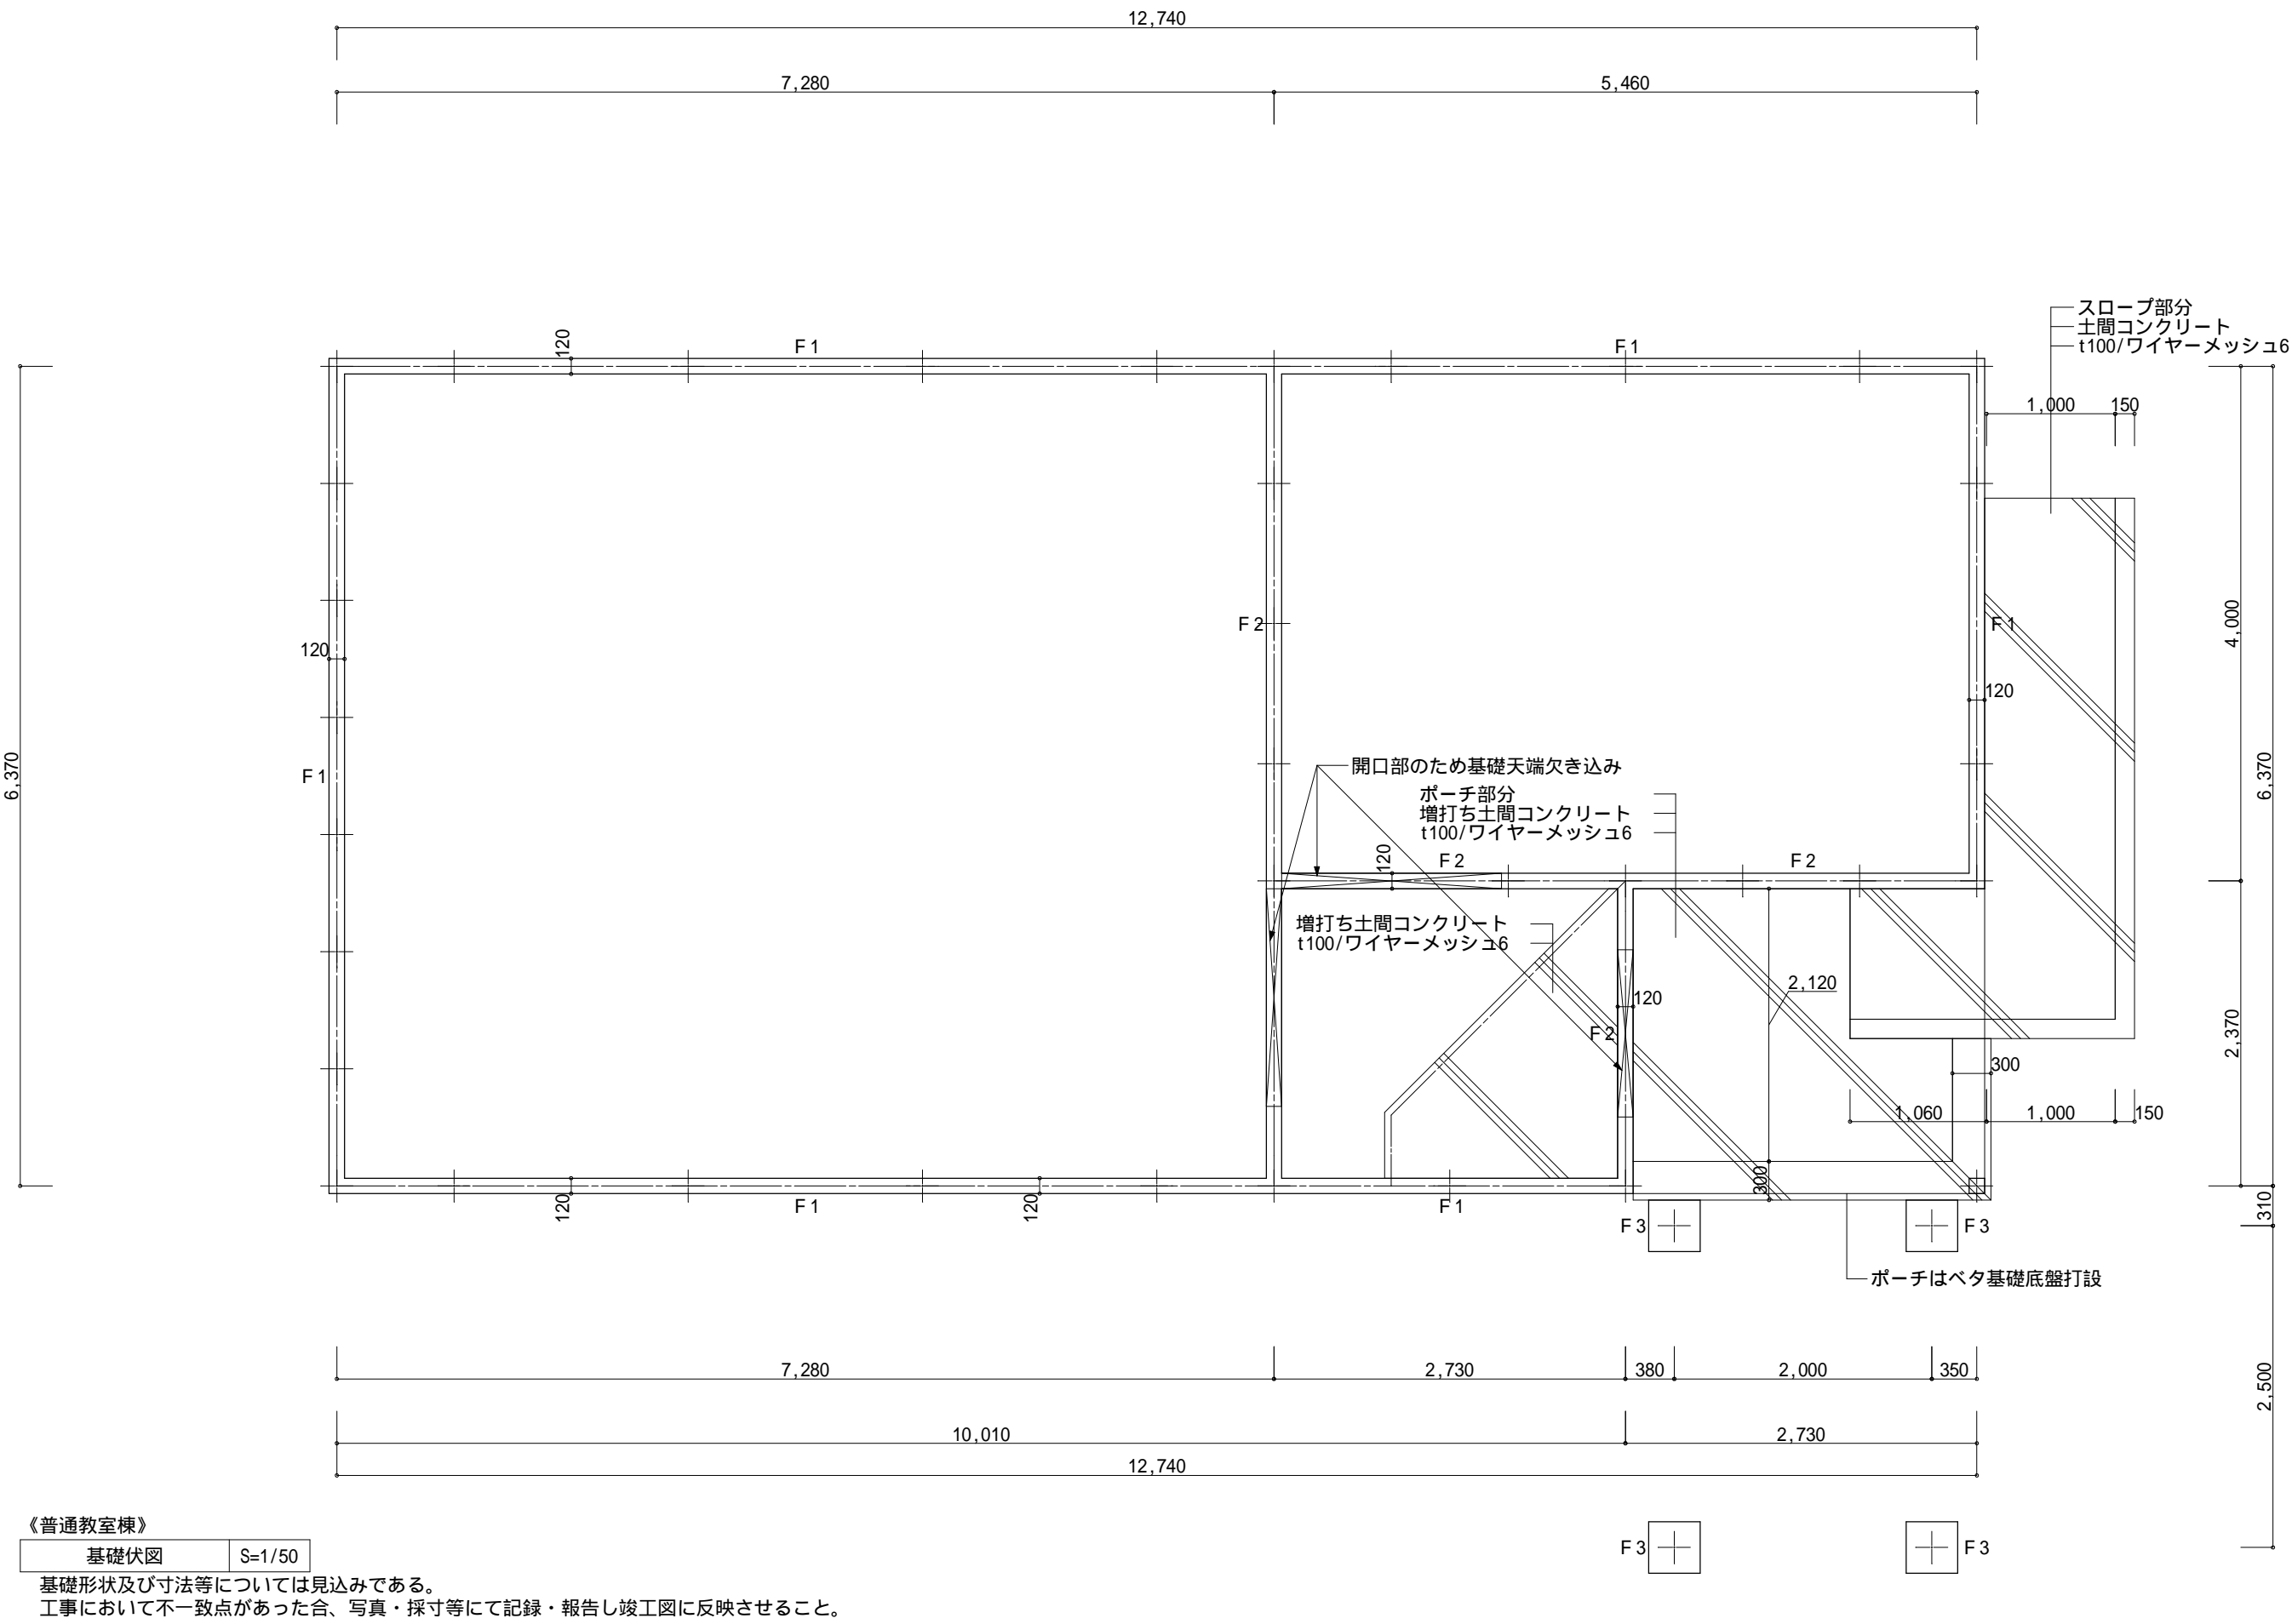 12,740
7,280
5,460
スロープ部分
土間コンクリート
t100/ワイヤーメッシュ6
120
F1
F1
1,000
150
6,370
120
F1
F2
F1
120
4,000
6,370
2,370
開口部のため基礎天端欠き込み
ポーチ部分
増打ち土間コンクリート
t100/ワイヤーメッシュ6
120
F2
F2
増打ち土間コンクリート
t100/ワイヤーメッシュ6
120
F2
2,120
300
1,060
1,000
150
300
120
F1
120
F1
F3
F3
310
ポーチはベタ基礎底盤打設
7,280
2,730
380
2,000
350
2,500
10,010
2,730
12,740
F3
F3
《普通教室棟》
基礎伏図 S=1/50
基礎形状及び寸法等については見込みである。
工事において不一致点があった合、写真・採寸等にて記録・報告し竣工図に反映させること。